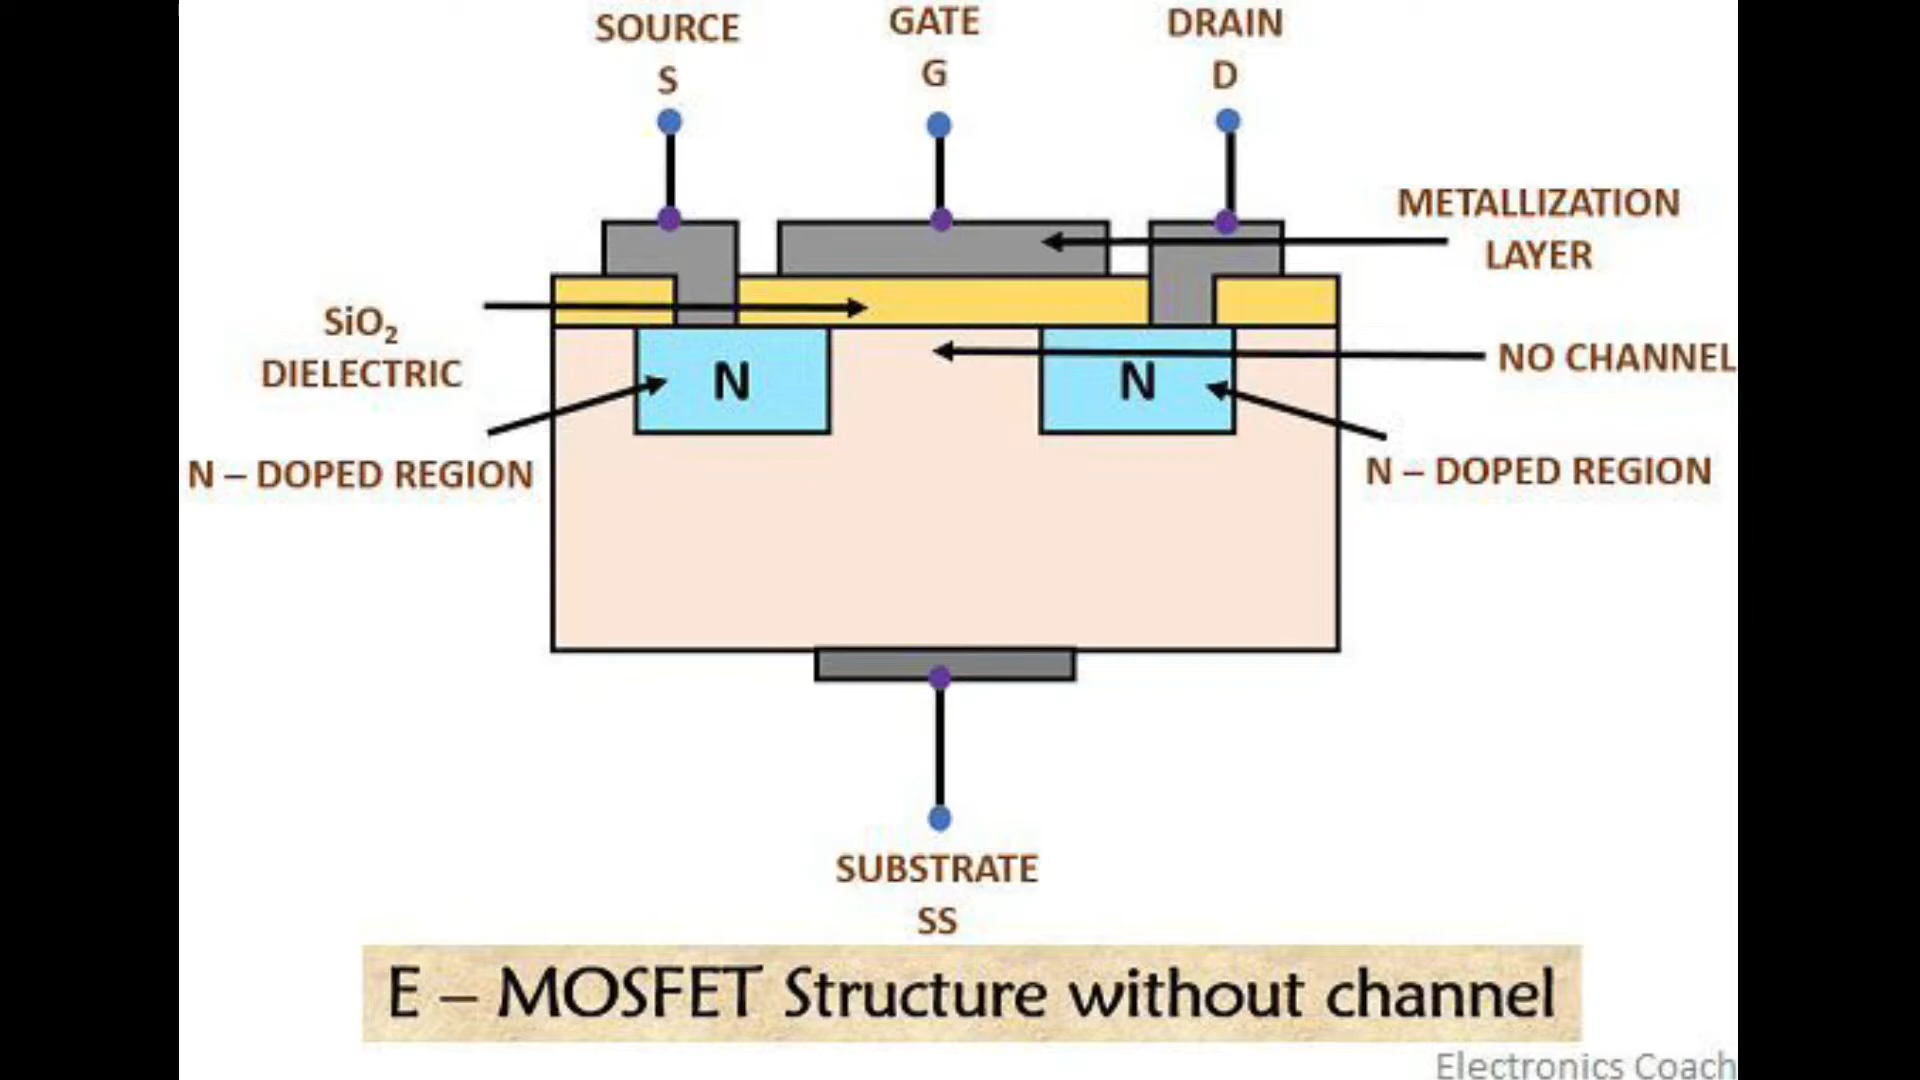 SOURCE
S
GATE
G
DRAIN
D
METALLIZATION
LAYER
SiO₂
DIELECTRIC
NO CHANNEL
N
N
N – DOPED REGION
N – DOPED REGION
SUBSTRATE
SS
E – MOSFET Structure without channel
Electronics Coach